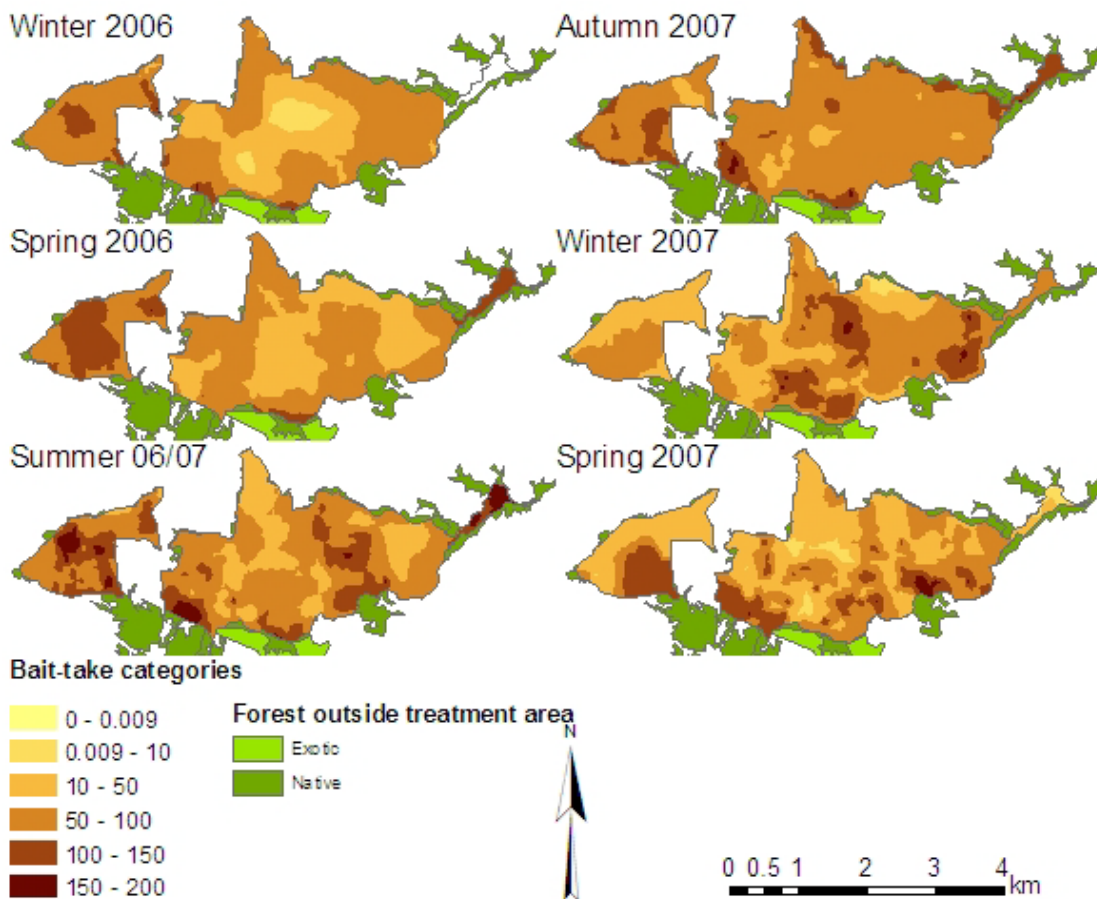 Winter 2006
Autumn 2007
Spring 2006
Winter 2007
Summer 06/07
Spring 2007
Bait-take categories
0 - 0.009
0.009 - 10
10 - 50
50 - 100
100 - 150
150 - 200
Forest outside treatment area
Exotic
Native
N
0 0.5 1 2 3 4
km